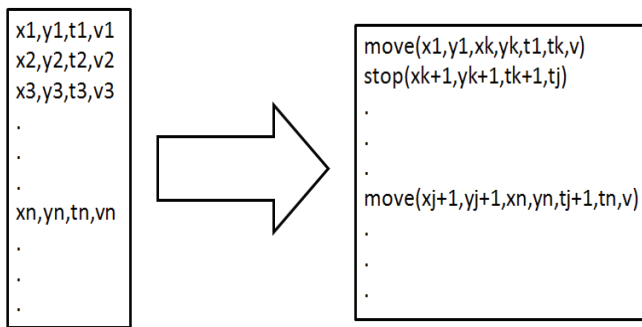 x1,y1,t1,v1
x2,y2,t2,v2
x3,y3,t3,v3
.
.
.
xn,yn,tn,vn
.
.
.
move(x1,y1,xk,yk,t1,tk,v)
stop(xk+1,yk+1,tk+1,tj)
.
.
.
move(xj+1,yj+1,xn,yn,tj+1,tn,v)
.
.
.